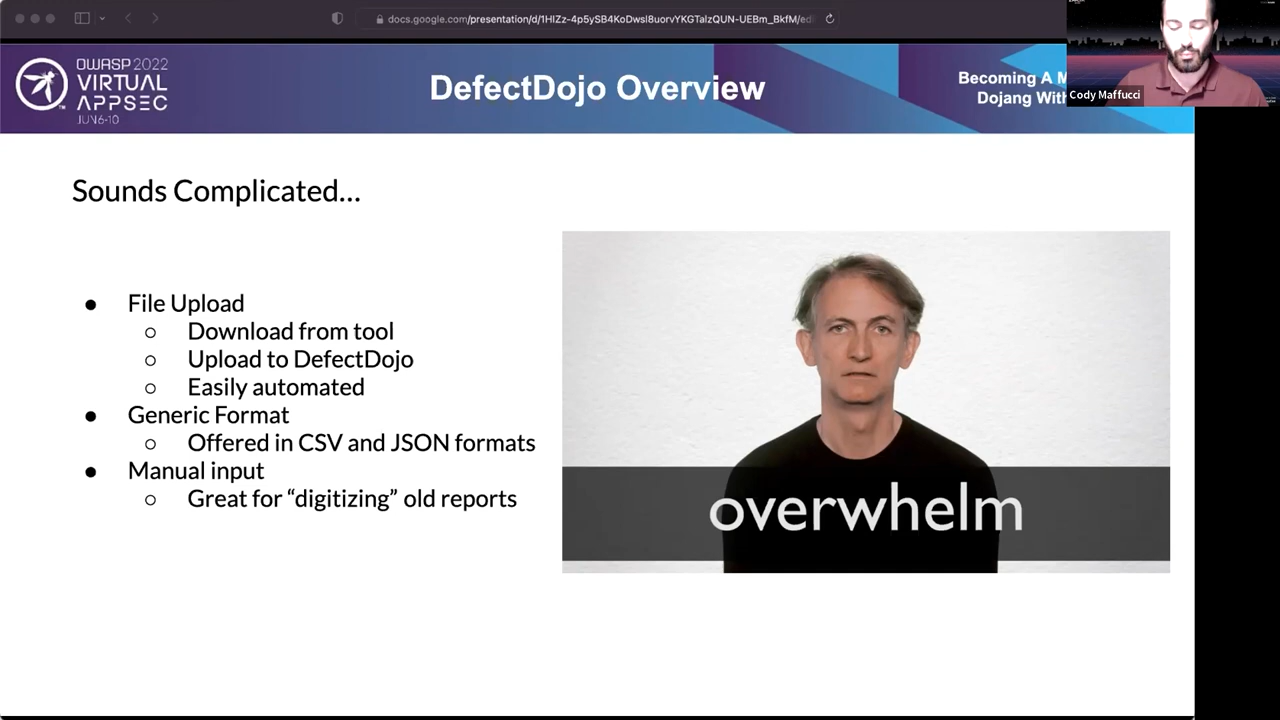 docs.google.com/presentation/d/1HIZz-4p5ySB4KoDwsI8uorvYKGTalzQUN-UEBm_BkfM/ed
OWASP 2022
VIRTUAL
APPSEC
JUN 6-10
DefectDojo Overview
Becoming A M
Dojang With
Cody Maffucci
Sounds Complicated...
● File Upload
○ Download from tool
○ Upload to DefectDojo
○ Easily automated
● Generic Format
○ Offered in CSV and JSON formats
● Manual input
○ Great for “digitizing” old reports
overwhelm